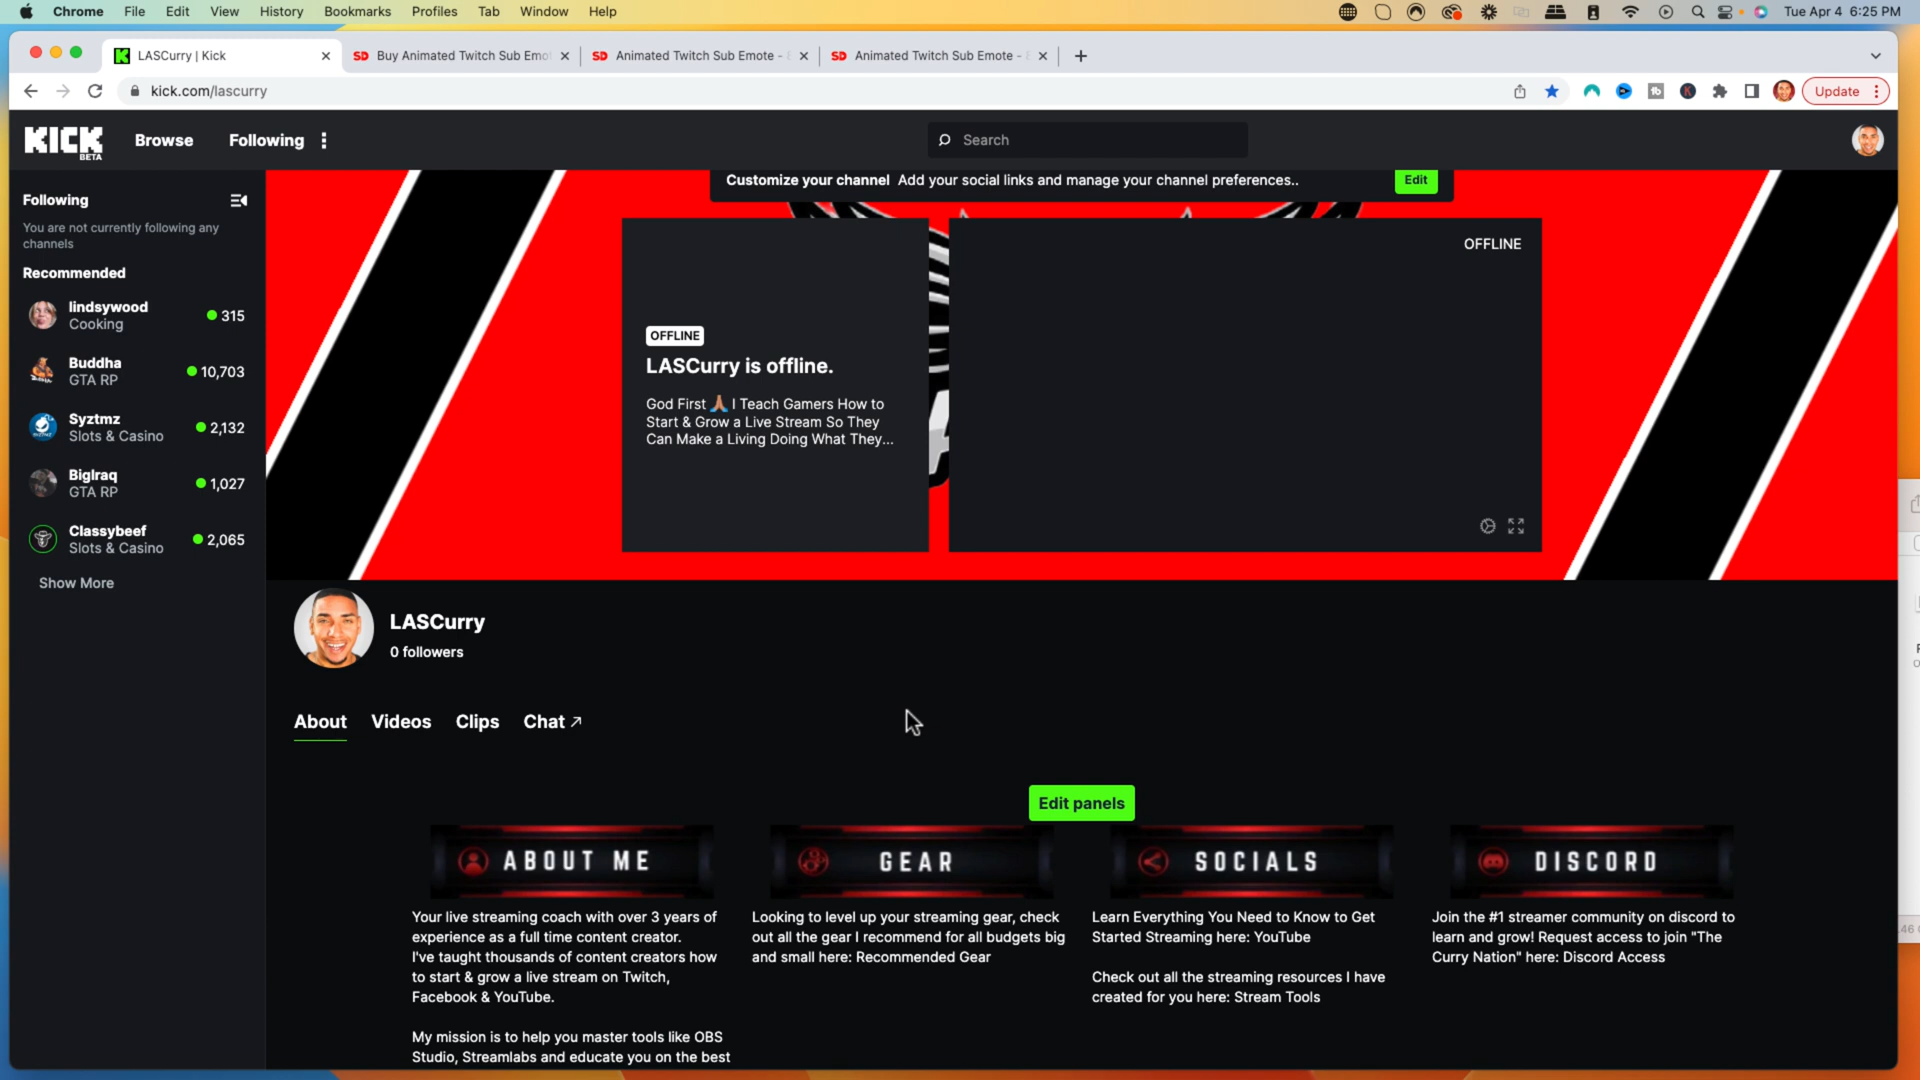 Chrome File Edit View History Bookmarks Profiles Tab Window Help Tue Apr 4 6:25 PM
LASCurry | Kick
SD Buy Animated Twitch Sub Emo
SD Animated Twitch Sub Emote -
SD Animated Twitch Sub Emote -
kick.com/lascurry
Update
KICK
BETA
Browse
Following
Search
Following
You are not currently following any
channels
Recommended
lindsywood
Cooking
315
Buddha
GTA RP
10,703
Syztmz
Slots & Casino
2,132
BigIraq
GTA RP
1,027
Classybeef
Slots & Casino
2,065
Show More
Customize your channel Add your social links and manage your channel preferences..
Edit
OFFLINE
OFFLINE
LASCurry is offline.
God First 🙏🏽 I Teach Gamers How to
Start & Grow a Live Stream So They
Can Make a Living Doing What They...
LASCurry
0 followers
About Videos Clips Chat ↗
Edit panels
ABOUT ME
Your live streaming coach with over 3 years of
experience as a full time content creator.
I've taught thousands of content creators how
to start & grow a live stream on Twitch,
Facebook & YouTube.
My mission is to help you master tools like OBS
Studio, Streamlabs and educate you on the best
GEAR
Looking to level up your streaming gear, check
out all the gear I recommend for all budgets big
and small here: Recommended Gear
SOCIALS
Learn Everything You Need to Know to Get
Started Streaming here: YouTube
Check out all the streaming resources I have
created for you here: Stream Tools
DISCORD
Join the #1 streamer community on discord to
learn and grow! Request access to join "The
Curry Nation" here: Discord Access